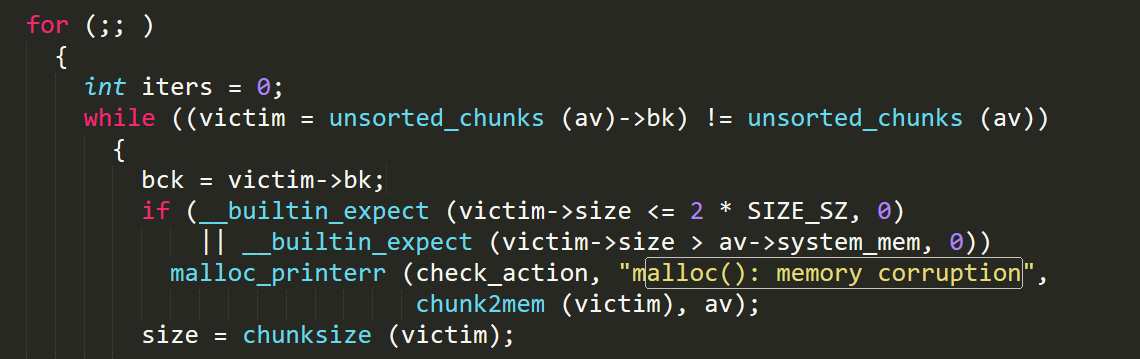 for (;; )
{
int iters = 0;
while ((victim = unsorted_chunks (av)->bk) != unsorted_chunks (av))
{
bck = victim->bk;
if (__builtin_expect (victim->size <= 2 * SIZE_SZ, 0)
|| __builtin_expect (victim->size > av->system_mem, 0))
malloc_printerr (check_action, "malloc(): memory corruption",
chunk2mem (victim), av);
size = chunksize (victim);